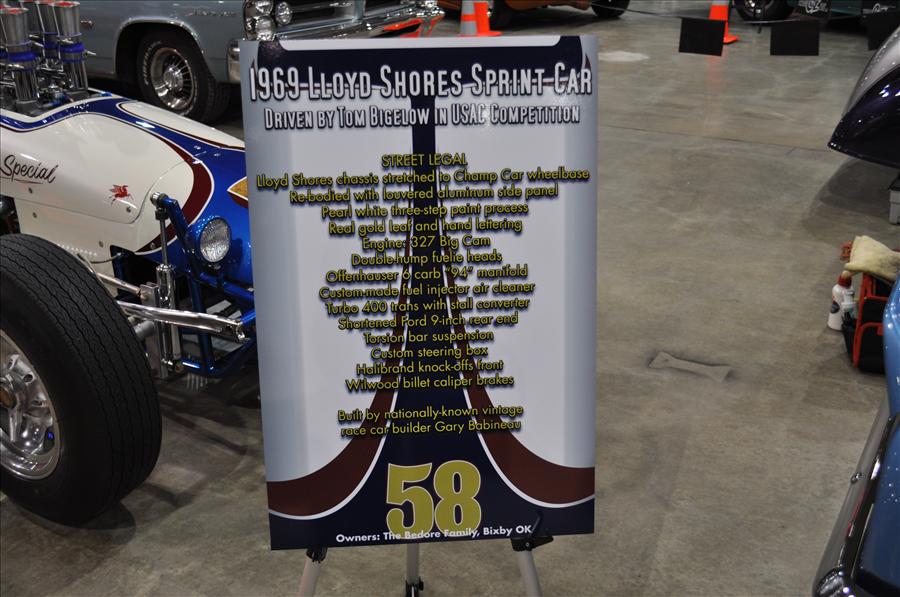 1969 Lloyd Shores Sprint Car
Driven by Tom Bigelow in USAC Competition
STREET LEGAL
Lloyd Shores chassis stretched to Champ Car wheelbase
Re-bodied with louvered aluminum side panel
Pearl white three-step paint process
Real gold leaf and hand lettering
Engine: 327 Big Cam
Double-hump fuelie heads
Offenhauser 6 carb "94" manifold
Custom-made fuel injector air cleaner
Turbo 400 trans with stall converter
Shortened Ford 9-inch rear end
Torsion bar suspension
Custom steering box
Halibrand knock-offs front
Wilwood billet caliper brakes
Built by nationally-known vintage
race car builder Gary Babineau
58
Owners: The Bedore Family, Bixby OK
Special